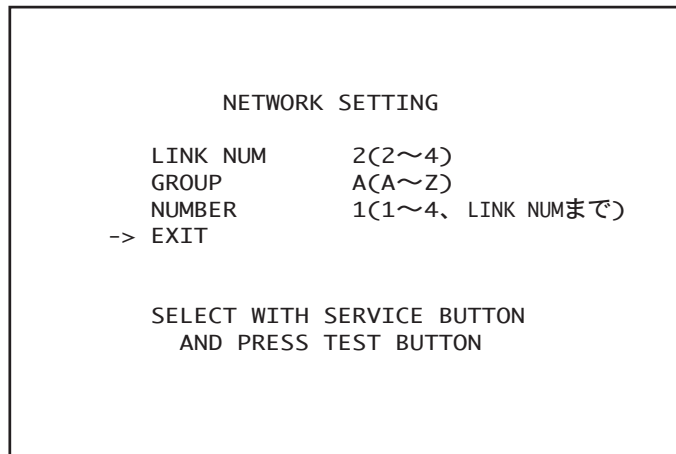 NETWORK SETTING
LINK NUM 2(2～4)
GROUP A(A～Z)
NUMBER 1(1～4、LINK NUMまで)
-> EXIT
SELECT WITH SERVICE BUTTON
AND PRESS TEST BUTTON